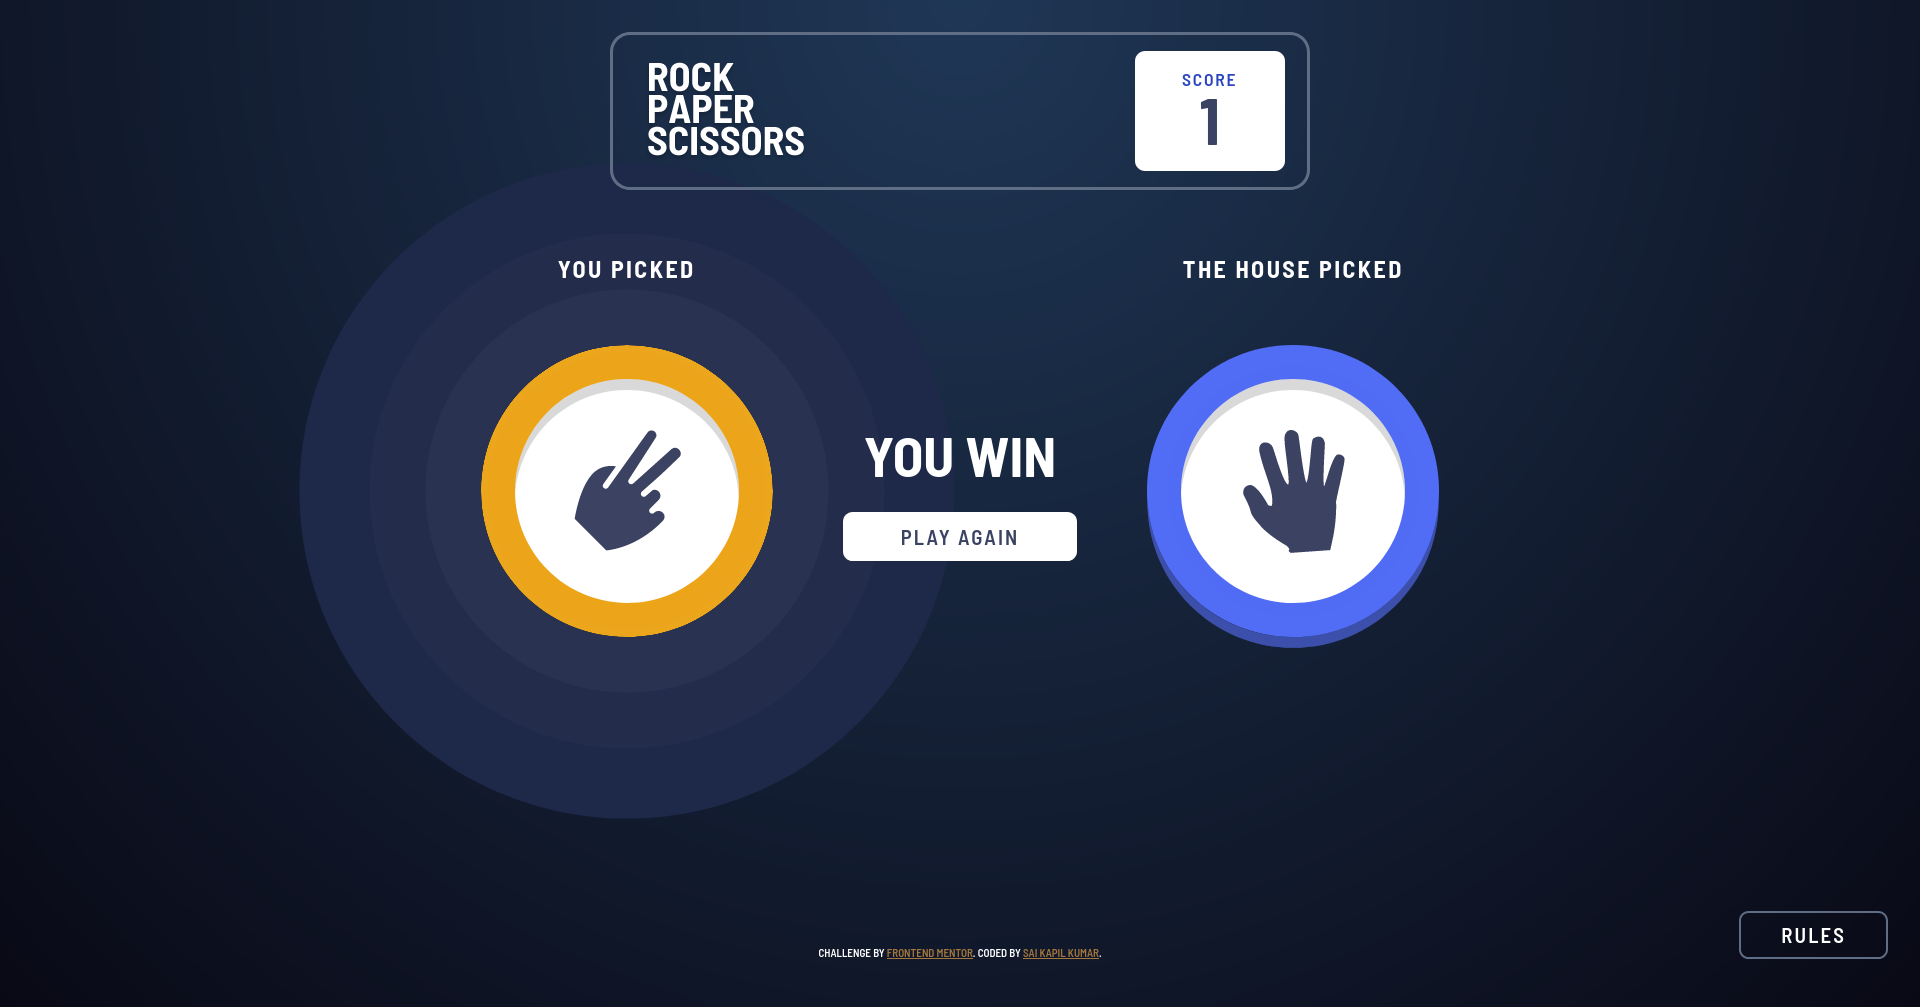 ROCK
PAPER
SCISSORS
SCORE
1
YOU PICKED
THE HOUSE PICKED
YOU WIN
PLAY AGAIN
RULES
CHALLENGE BY FRONTEND MENTOR. CODED BY SAI KAPIL KUMAR.